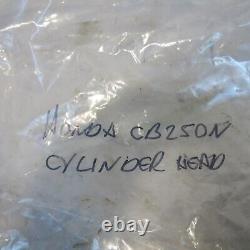 HONDA CB250N
CYLINDER HEAD